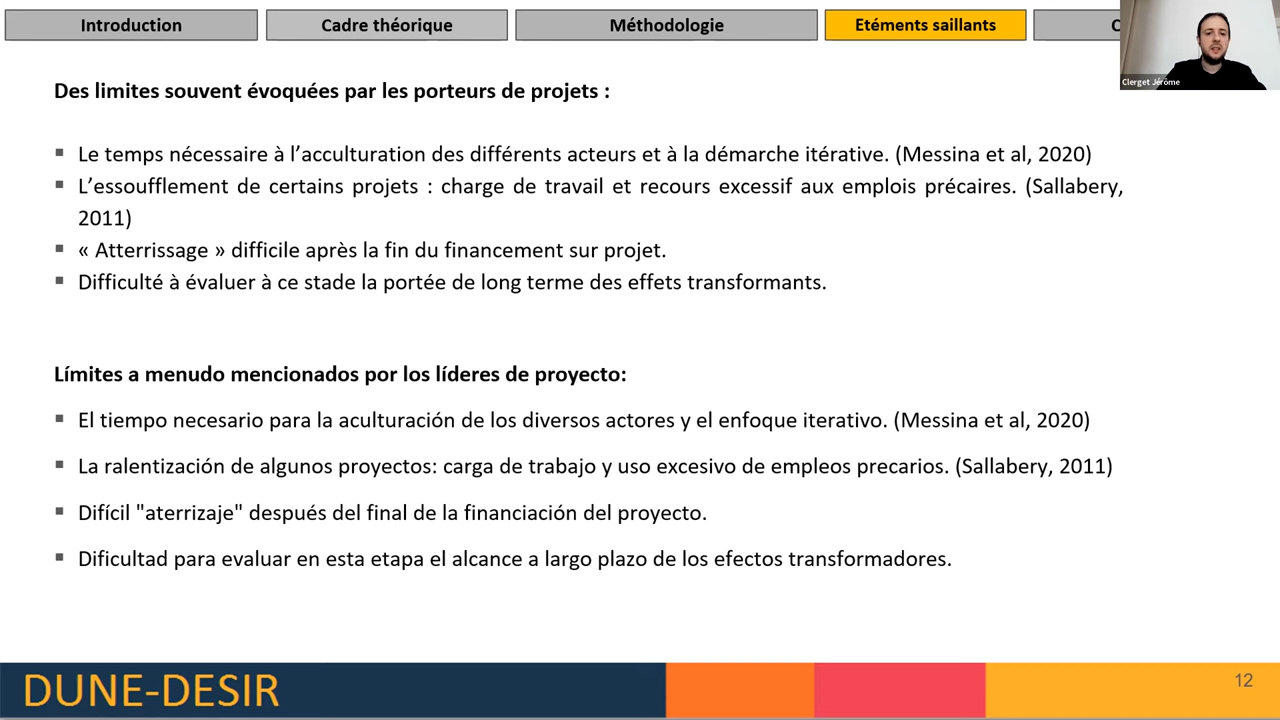 Introduction
Cadre théorique
Méthodologie
Etéments saillants
C
Clerget Jérôme
Des limites souvent évoquées par les porteurs de projets :
▪ Le temps nécessaire à l’acculturation des différents acteurs et à la démarche itérative. (Messina et al, 2020)
▪ L’essoufflement de certains projets : charge de travail et recours excessif aux emplois précaires. (Sallabery,
2011)
▪ « Atterrissage » difficile après la fin du financement sur projet.
▪ Difficulté à évaluer à ce stade la portée de long terme des effets transformants.
Límites a menudo mencionados por los líderes de proyecto:
▪ El tiempo necesario para la aculturación de los diversos actores y el enfoque iterativo. (Messina et al, 2020)
▪ La ralentización de algunos proyectos: carga de trabajo y uso excesivo de empleos precarios. (Sallabery, 2011)
▪ Difícil "aterrizaje" después del final de la financiación del proyecto.
▪ Dificultad para evaluar en esta etapa el alcance a largo plazo de los efectos transformadores.
DUNE-DESIR
12